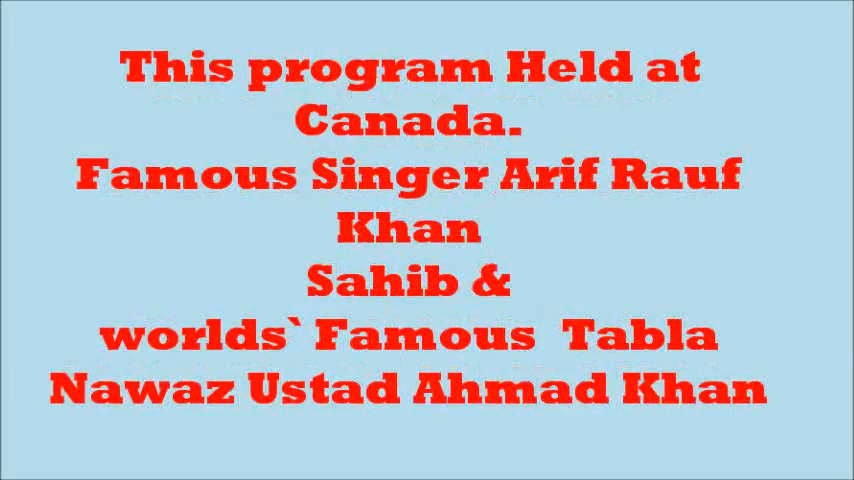 This program Held at
Canada.
Famous Singer Arif Rauf
Khan
Sahib &
worlds` Famous Tabla
Nawaz Ustad Ahmad Khan